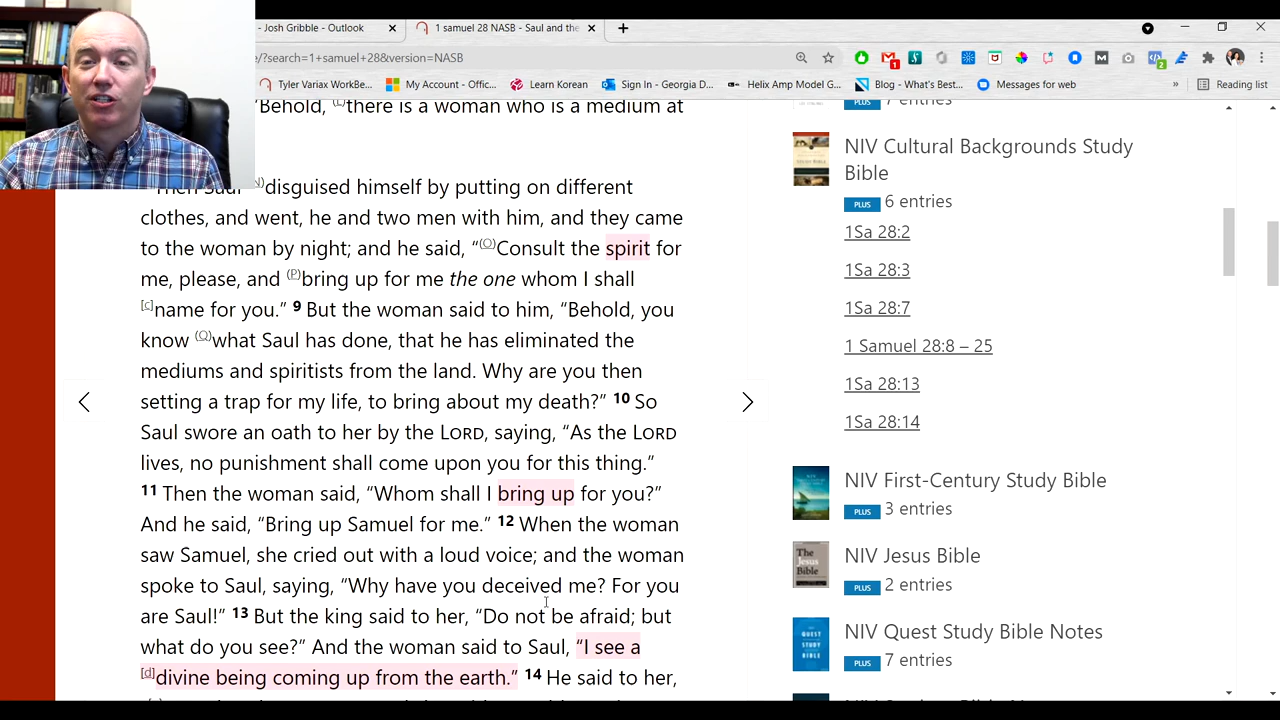 - Josh Gribble - Outlook
1 samuel 28 NASB - Saul and the
e/?search=1+samuel+28&version=NASB
1
2
Tyler Variax WorkBe...
My Account - Offic...
Learn Korean
Sign In - Georgia D...
Helix Amp Model G...
Blog - What's Best...
Messages for web
»
Reading list
"Behold, (L)there is a woman who is a medium at
Then Saul (N)disguised himself by putting on different
clothes, and went, he and two men with him, and they came
to the woman by night; and he said, “(O)Consult the spirit for
me, please, and (P)bring up for me the one whom I shall
[c]name for you.” 9 But the woman said to him, “Behold, you
know (Q)what Saul has done, that he has eliminated the
mediums and spiritists from the land. Why are you then
setting a trap for my life, to bring about my death?” 10 So
Saul swore an oath to her by the LORD, saying, “As the LORD
lives, no punishment shall come upon you for this thing.”
11 Then the woman said, “Whom shall I bring up for you?”
And he said, “Bring up Samuel for me.” 12 When the woman
saw Samuel, she cried out with a loud voice; and the woman
spoke to Saul, saying, “Why have you deceived me? For you
are Saul!” 13 But the king said to her, “Do not be afraid; but
what do you see?” And the woman said to Saul, “I see a
[d]divine being coming up from the earth.” 14 He said to her,
PLUS 7 entries
NIV Cultural Backgrounds Study
Bible
PLUS 6 entries
1Sa 28:2
1Sa 28:3
1Sa 28:7
1 Samuel 28:8 – 25
1Sa 28:13
1Sa 28:14
NIV First-Century Study Bible
PLUS 3 entries
NIV Jesus Bible
The
Jesus
Bible
PLUS 2 entries
NIV Quest Study Bible Notes
QUEST
STUDY
BIBLE
PLUS 7 entries